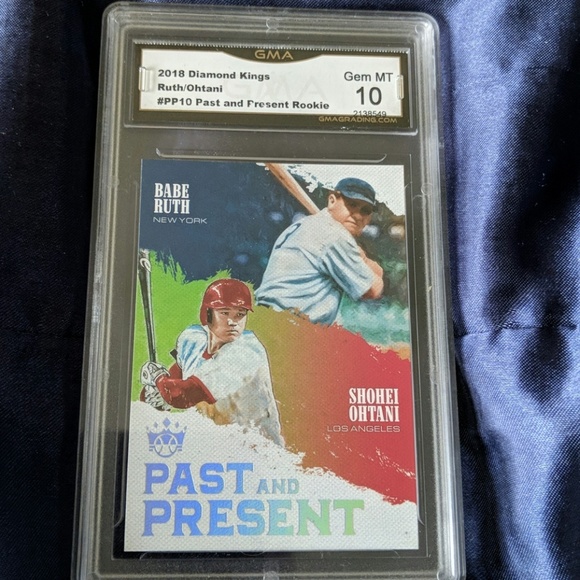 GMA
2018 Diamond Kings
Ruth/Ohtani
#PP10 Past and Present Rookie
Gem MT
10
2138549
GMAGRADING.COM
BABE
RUTH
NEW YORK
SHOHEI
OHTANI
LOS ANGELES
PAST AND
PRESENT